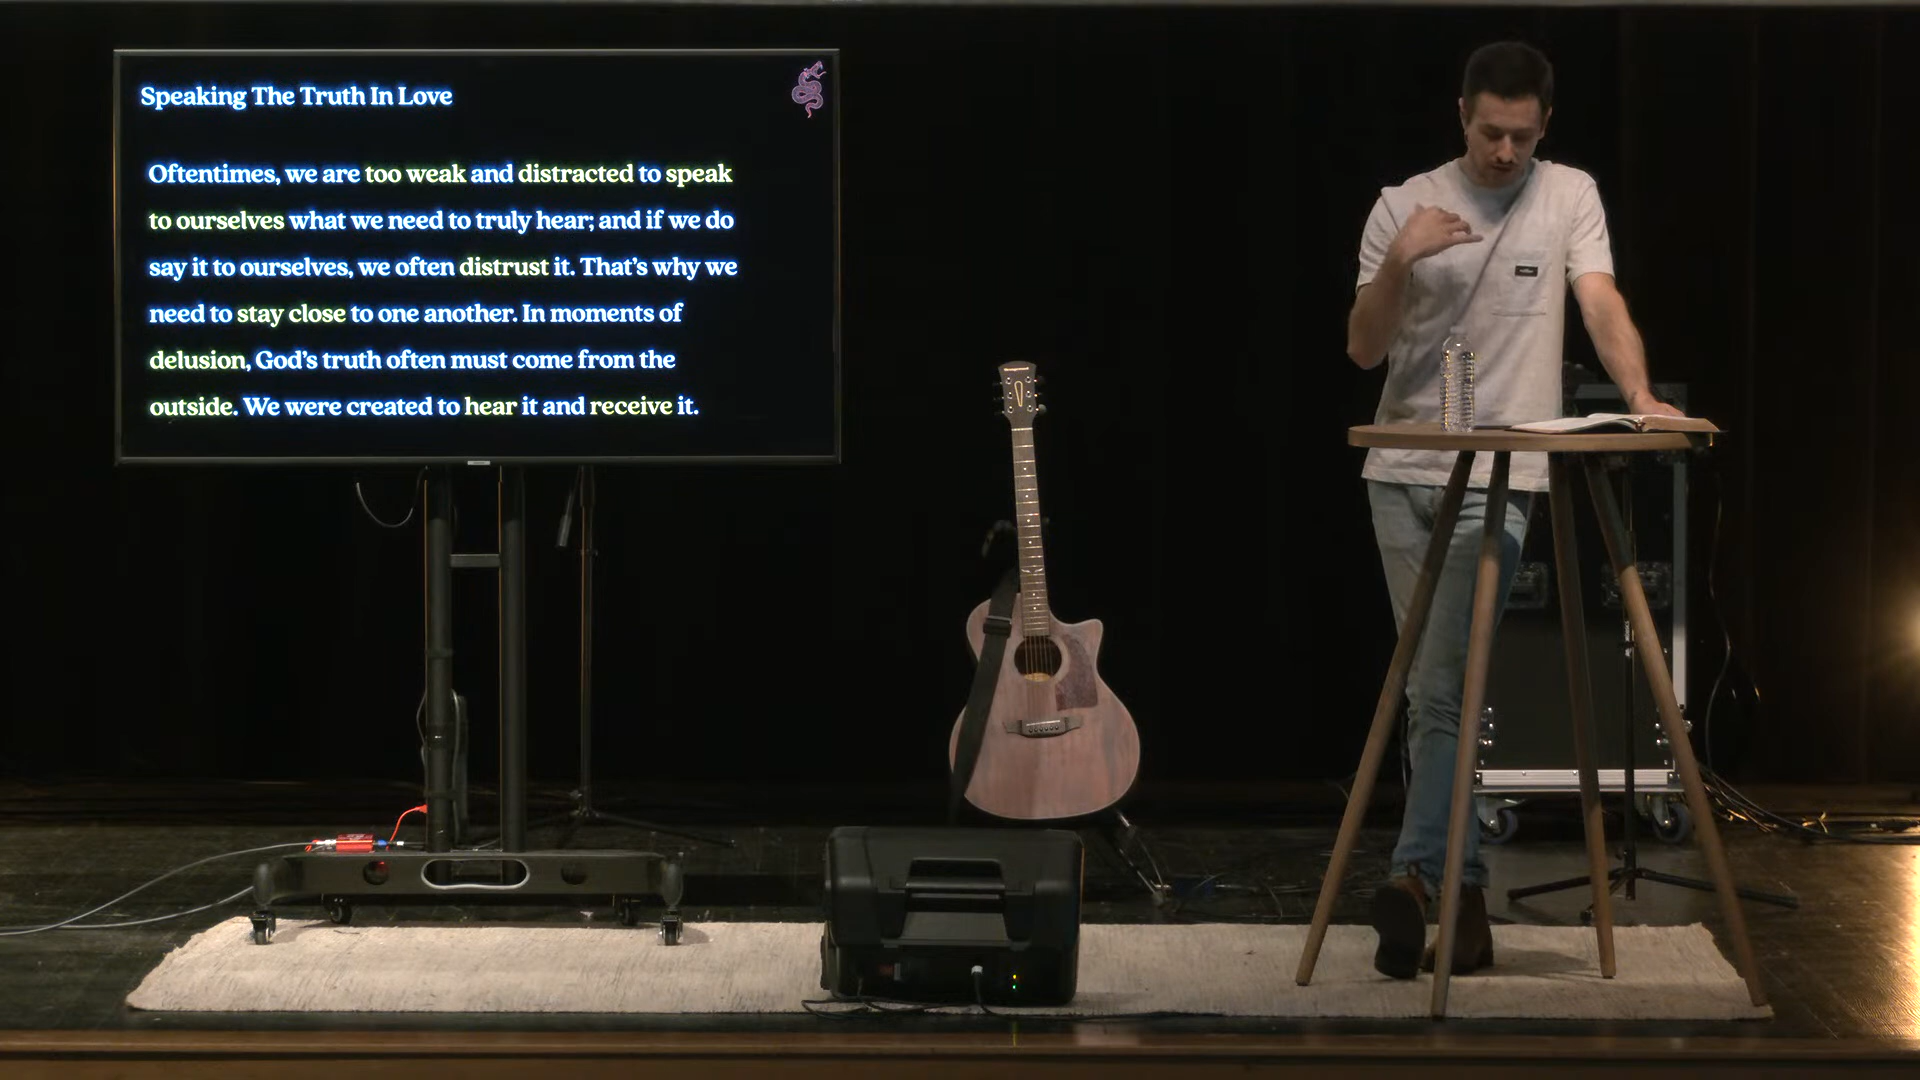 Speaking The Truth In Love
Oftentimes, we are too weak and distracted to speak
to ourselves what we need to truly hear; and if we do
say it to ourselves, we often distrust it. That's why we
need to stay close to one another. In moments of
delusion, God's truth often must come from the
outside. We were created to hear it and receive it.